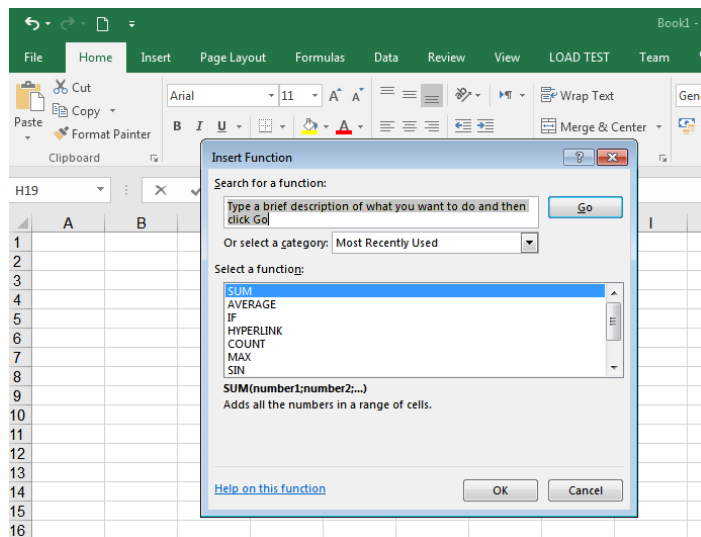 Book1 -
File Home Insert Page Layout Formulas Data Review View LOAD TEST Team
Cut
Copy
Format Painter
Paste
Clipboard
Arial 11 A A
B I U A
Wrap Text
Merge & Center
Gen
H19
Insert Function
Search for a function:
Type a brief description of what you want to do and then
click Go
Go
Or select a category: Most Recently Used
Select a function:
SUM
AVERAGE
IF
HYPERLINK
COUNT
MAX
SIN
SUM(number1;number2;...)
Adds all the numbers in a range of cells.
Help on this function
OK Cancel
A B I
1
2
3
4
5
6
7
8
9
10
11
12
13
14
15
16